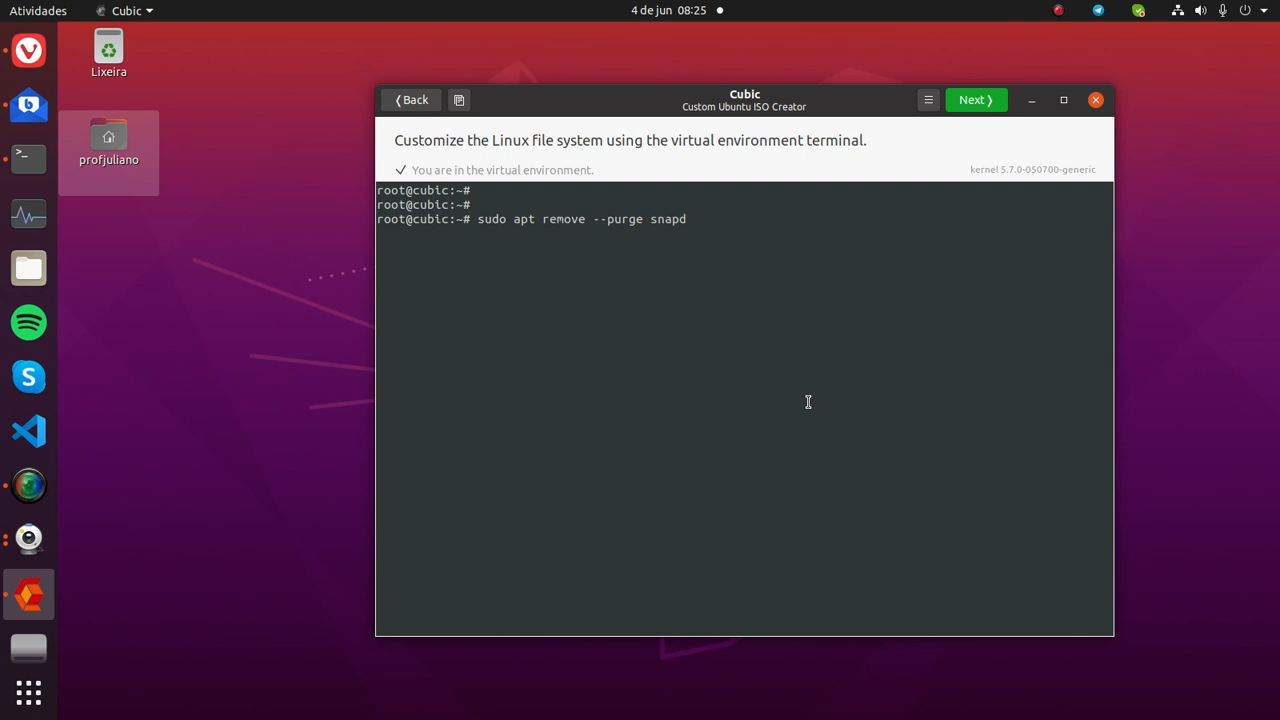 Atividades
Cubic
4 de jun 08:25
Lixeira
profjuliano
Back
Cubic
Custom Ubuntu ISO Creator
Next
Customize the Linux file system using the virtual environment terminal.
You are in the virtual environment.
kernel 5.7.0-050700-generic
root@cubic:~#
root@cubic:~#
root@cubic:~# sudo apt remove --purge snapd